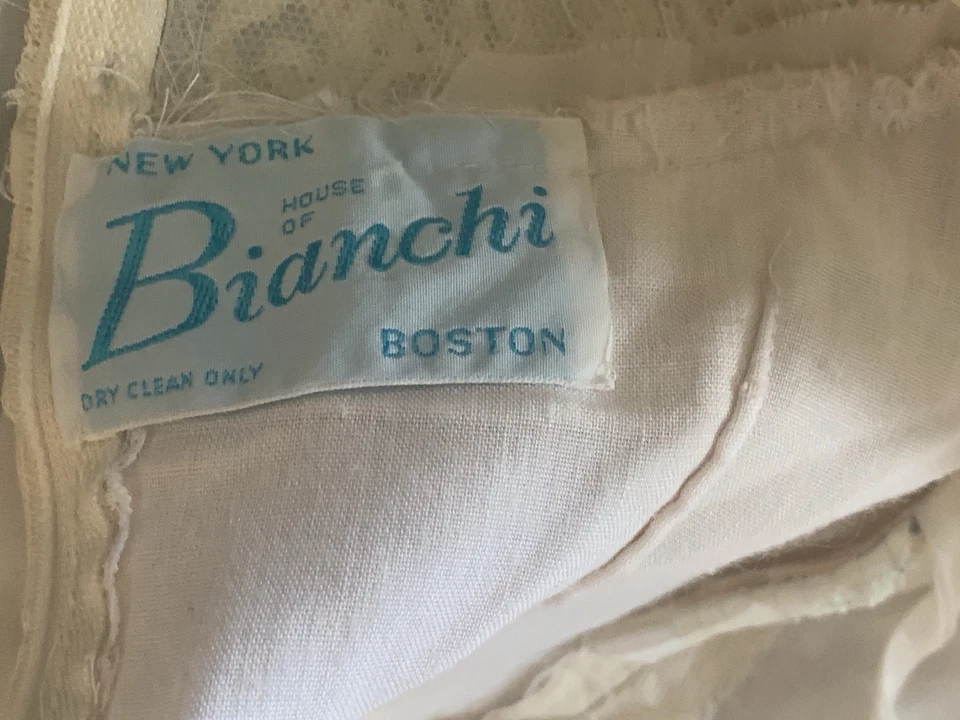 NEW YORK
HOUSE
OF
Bianchi
BOSTON
DRY CLEAN ONLY